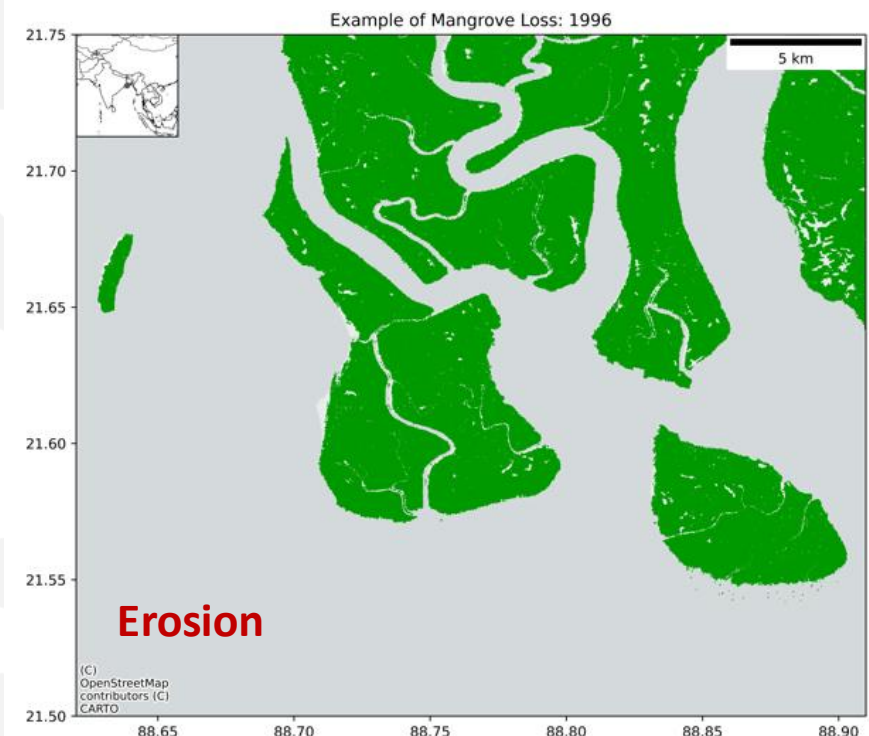 Example of Mangrove Loss: 1996
21.75
5 km
21.70
21.65
21.60
21.55
Erosion
(C)
OpenStreetMap
contributors (C)
CARTO
21.50
88.65 88.70 88.75 88.80 88.85 88.90